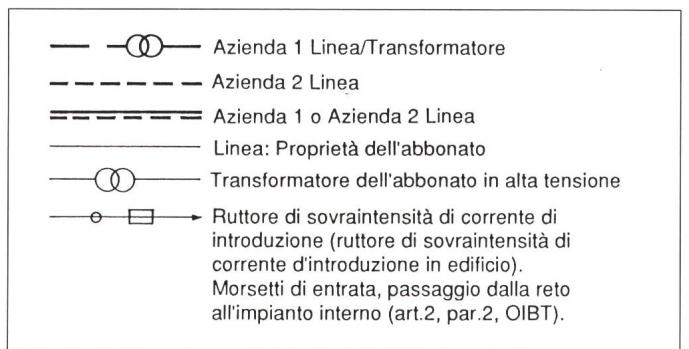 Azienda 1 Linea/Transformatore
Azienda 2 Linea
Azienda 1 o Azienda 2 Linea
Linea: Proprietà dell'abbonato
Transformatore dell'abbonato in alta tensione
Ruttore di sovraintensità di corrente di
introduzione (ruttore di sovraintensità di
corrente d'introduzione in edificio).
Morsetti di entrata, passaggio dalla reto
all'impianto interno (art.2, par.2, OIBT).